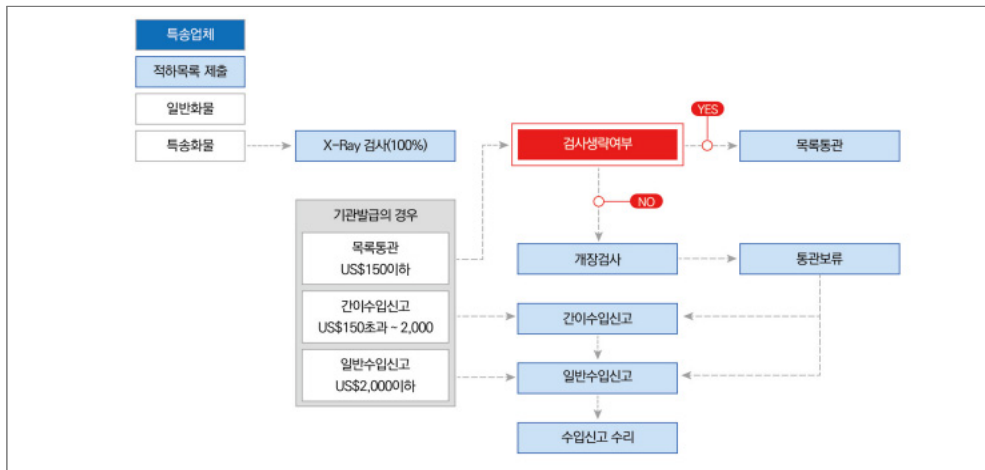 특송업체
적하목록 제출
일반화물
특송화물
X-Ray 검사(100%)
검사생략여부
YES
목록통관
NO
기관발급의 경우
목록통관
US$150이하
개장검사
통관보류
간이수입신고
US$150초과 ~ 2,000
간이수입신고
일반수입신고
US$2,000이하
일반수입신고
수입신고 수리